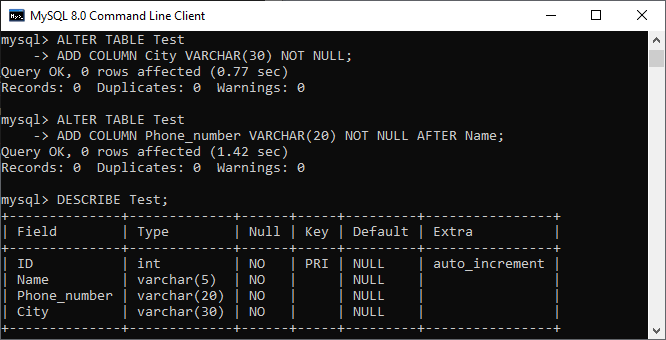 MySQL 8.0 Command Line Client
mysql> ALTER TABLE Test
    -> ADD COLUMN City VARCHAR(30) NOT NULL;
Query OK, 0 rows affected (0.77 sec)
Records: 0  Duplicates: 0  Warnings: 0

mysql> ALTER TABLE Test
    -> ADD COLUMN Phone_number VARCHAR(20) NOT NULL AFTER Name;
Query OK, 0 rows affected (1.42 sec)
Records: 0  Duplicates: 0  Warnings: 0

mysql> DESCRIBE Test;
+--------------+-------------+------+-----+---------+----------------+
| Field        | Type        | Null | Key | Default | Extra          |
+--------------+-------------+------+-----+---------+----------------+
| ID           | int         | NO   | PRI | NULL    | auto_increment |
| Name         | varchar(5)  | NO   |     | NULL    |                |
| Phone_number | varchar(20) | NO   |     | NULL    |                |
| City         | varchar(30) | NO   |     | NULL    |                |
+--------------+-------------+------+-----+---------+----------------+